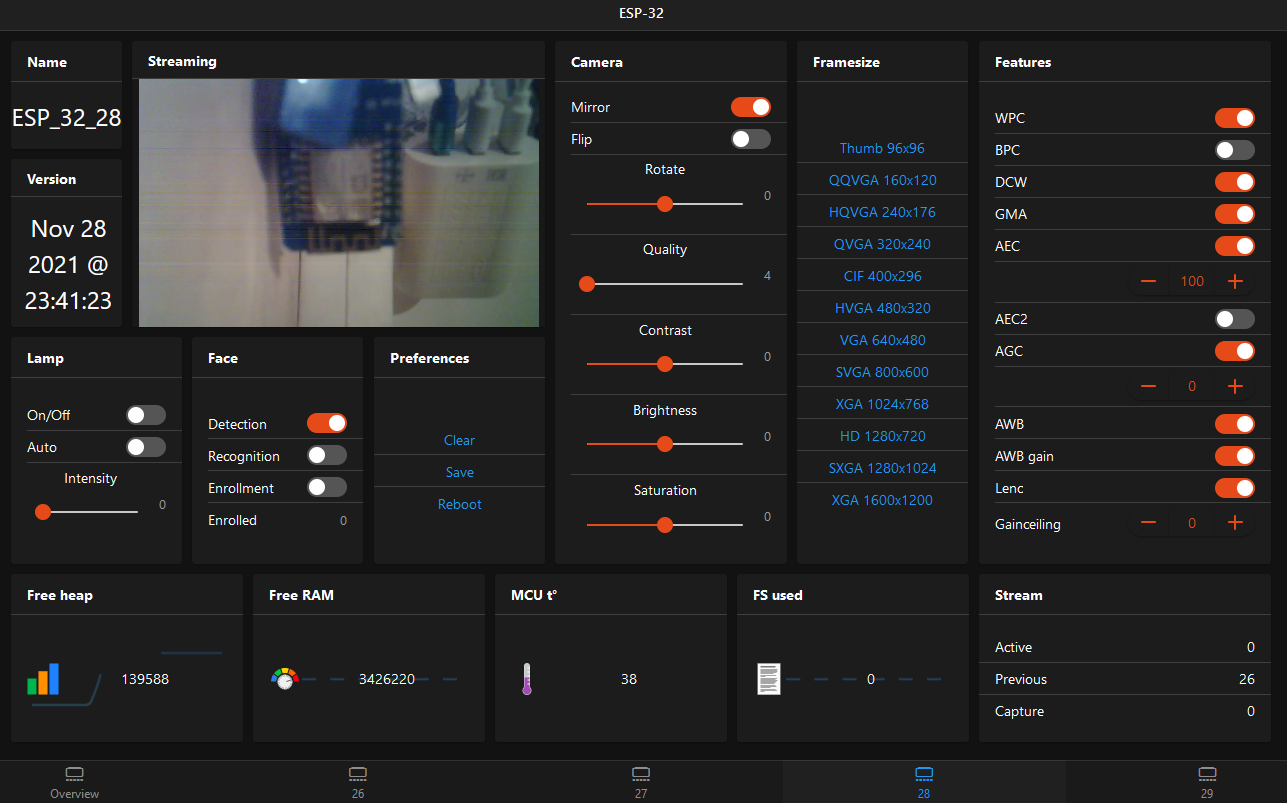 ESP-32
Name
ESP_32_28
Version
Nov 28
2021 @
23:41:23
Streaming
Camera
Mirror
Flip
Rotate
0
Quality
4
Contrast
0
Brightness
0
Saturation
0
Framesize
Thumb 96x96
QQVGA 160x120
HQVGA 240x176
QVGA 320x240
CIF 400x296
HVGA 480x320
VGA 640x480
SVGA 800x600
XGA 1024x768
HD 1280x720
SXGA 1280x1024
XGA 1600x1200
Features
WPC
BPC
DCW
GMA
AEC
100
AEC2
AGC
0
AWB
AWB gain
Lenc
Gainceiling 0
Lamp
On/Off
Auto
Intensity
0
Face
Detection
Recognition
Enrollment
Enrolled 0
Preferences
Clear
Save
Reboot
Free heap
139588
Free RAM
3426220
MCU t°
38
FS used
0
Stream
Active 0
Previous 26
Capture 0
Overview
26
27
28
29